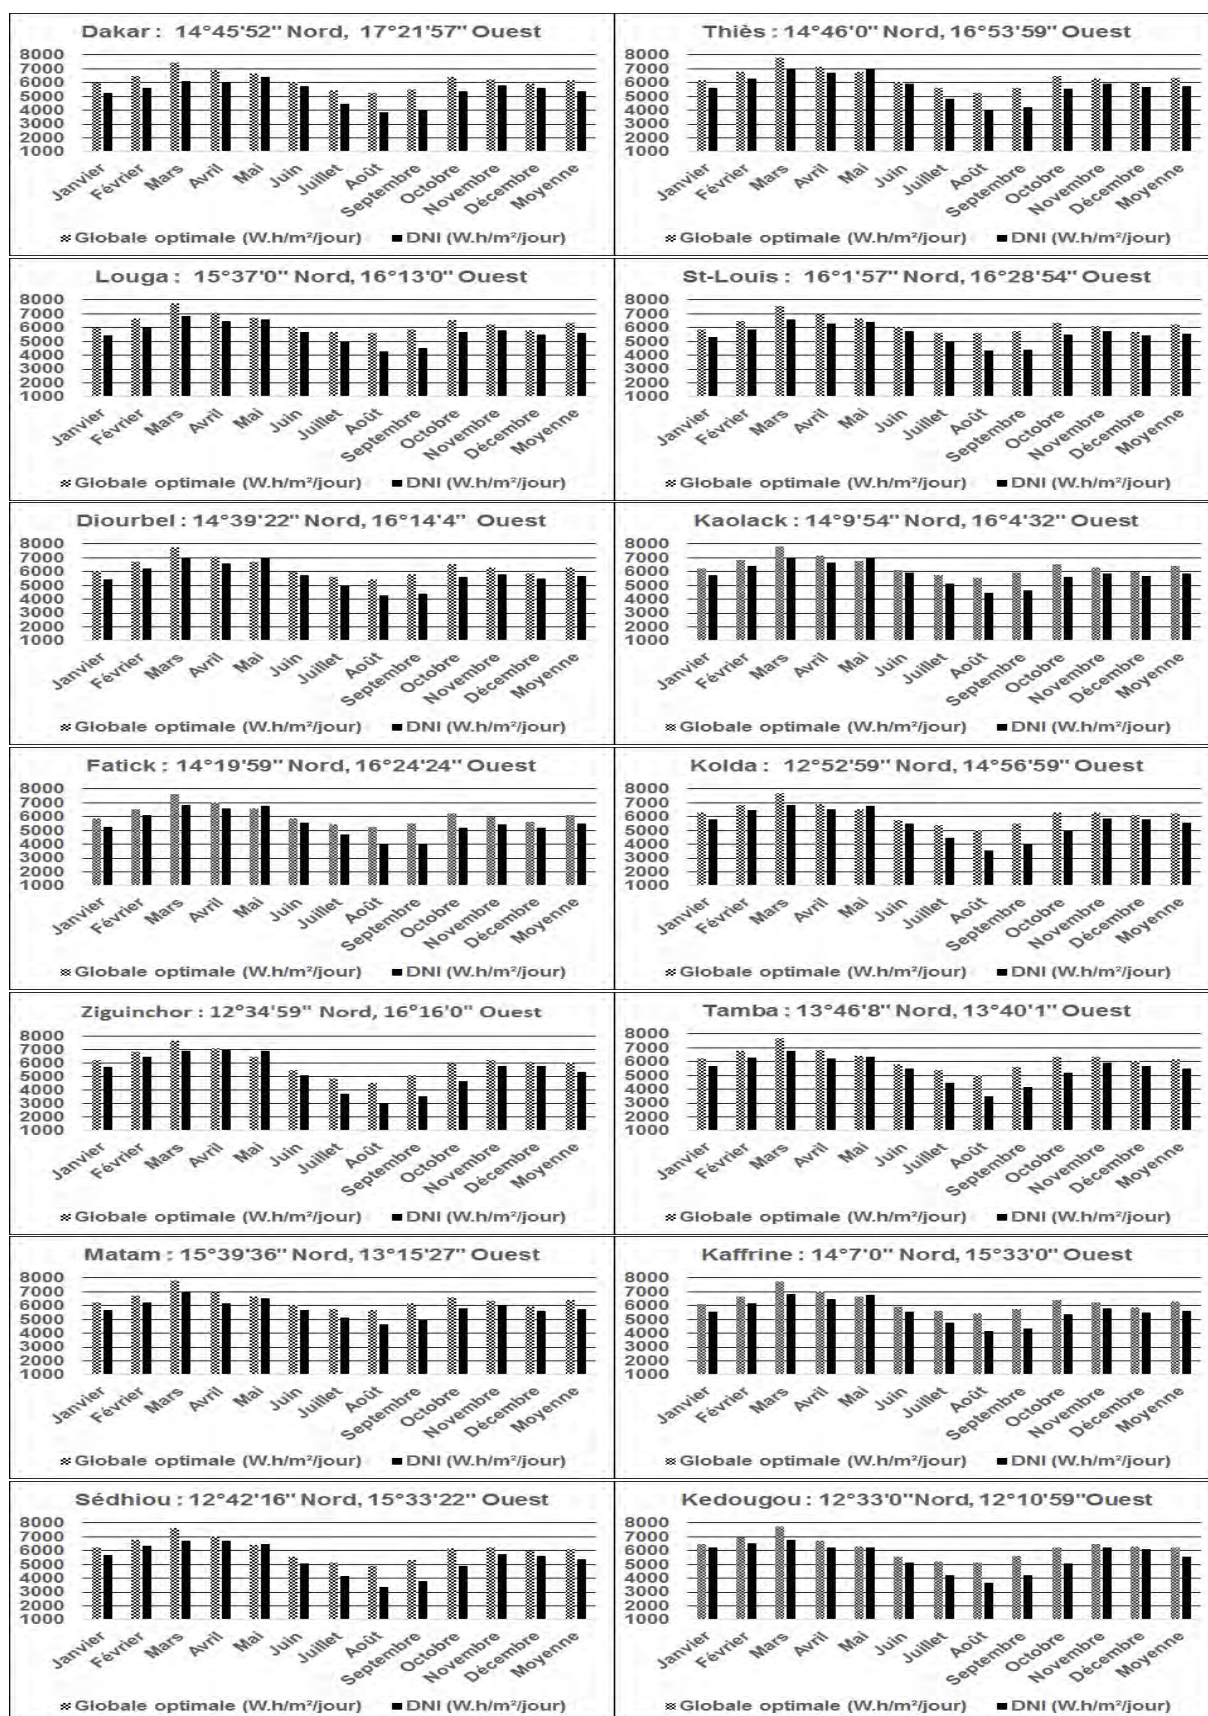 Dakar : 14°45'52" Nord, 17°21'57" Ouest
8000
7000
6000
5000
4000
3000
2000
1000
Janvier
Février
Mars
Avril
Mai
Juin
Juillet
Août
Septembre
Octobre
Novembre
Décembre
Moyenne
Globale optimale (W.h/m²/jour) DNI (W.h/m²/jour)
Thiès : 14°46'0" Nord, 16°53'59" Ouest
8000
7000
6000
5000
4000
3000
2000
1000
Janvier
Février
Mars
Avril
Mai
Juin
Juillet
Août
Septembre
Octobre
Novembre
Décembre
Moyenne
Globale optimale (W.h/m²/jour) DNI (W.h/m²/jour)
Louga : 15°37'0" Nord, 16°13'0" Ouest
8000
7000
6000
5000
4000
3000
2000
1000
Janvier
Février
Mars
Avril
Mai
Juin
Juillet
Août
Septembre
Octobre
Novembre
Décembre
Moyenne
Globale optimale (W.h/m²/jour) DNI (W.h/m²/jour)
St-Louis : 16°1'57" Nord, 16°28'54" Ouest
8000
7000
6000
5000
4000
3000
2000
1000
Janvier
Février
Mars
Avril
Mai
Juin
Juillet
Août
Septembre
Octobre
Novembre
Décembre
Moyenne
Globale optimale (W.h/m²/jour) DNI (W.h/m²/jour)
Diourbel : 14°39'22" Nord, 16°14'4" Ouest
8000
7000
6000
5000
4000
3000
2000
1000
Janvier
Février
Mars
Avril
Mai
Juin
Juillet
Août
Septembre
Octobre
Novembre
Décembre
Moyenne
Globale optimale (W.h/m²/jour) DNI (W.h/m²/jour)
Kaolack : 14°9'54" Nord, 16°4'32" Ouest
8000
7000
6000
5000
4000
3000
2000
1000
Janvier
Février
Mars
Avril
Mai
Juin
Juillet
Août
Septembre
Octobre
Novembre
Décembre
Moyenne
Globale optimale (W.h/m²/jour) DNI (W.h/m²/jour)
Fatick : 14°19'59" Nord, 16°24'24" Ouest
8000
7000
6000
5000
4000
3000
2000
1000
Janvier
Février
Mars
Avril
Mai
Juin
Juillet
Août
Septembre
Octobre
Novembre
Décembre
Moyenne
Globale optimale (W.h/m²/jour) DNI (W.h/m²/jour)
Kolda : 12°52'59" Nord, 14°56'59" Ouest
8000
7000
6000
5000
4000
3000
2000
1000
Janvier
Février
Mars
Avril
Mai
Juin
Juillet
Août
Septembre
Octobre
Novembre
Décembre
Moyenne
Globale optimale (W.h/m²/jour) DNI (W.h/m²/jour)
Ziguinchor : 12°34'59" Nord, 16°16'0" Ouest
8000
7000
6000
5000
4000
3000
2000
1000
Janvier
Février
Mars
Avril
Mai
Juin
Juillet
Août
Septembre
Octobre
Novembre
Décembre
Moyenne
Globale optimale (W.h/m²/jour) DNI (W.h/m²/jour)
Tamba : 13°46'8" Nord, 13°40'1" Ouest
8000
7000
6000
5000
4000
3000
2000
1000
Janvier
Février
Mars
Avril
Mai
Juin
Juillet
Août
Septembre
Octobre
Novembre
Décembre
Moyenne
Globale optimale (W.h/m²/jour) DNI (W.h/m²/jour)
Matam : 15°39'36" Nord, 13°15'27" Ouest
8000
7000
6000
5000
4000
3000
2000
1000
Janvier
Février
Mars
Avril
Mai
Juin
Juillet
Août
Septembre
Octobre
Novembre
Décembre
Moyenne
Globale optimale (W.h/m²/jour) DNI (W.h/m²/jour)
Kaffrine : 14°7'0" Nord, 15°33'0" Ouest
8000
7000
6000
5000
4000
3000
2000
1000
Janvier
Février
Mars
Avril
Mai
Juin
Juillet
Août
Septembre
Octobre
Novembre
Décembre
Moyenne
Globale optimale (W.h/m²/jour) DNI (W.h/m²/jour)
Sédhiou : 12°42'16" Nord, 15°33'22" Ouest
8000
7000
6000
5000
4000
3000
2000
1000
Janvier
Février
Mars
Avril
Mai
Juin
Juillet
Août
Septembre
Octobre
Novembre
Décembre
Moyenne
Globale optimale (W.h/m²/jour) DNI (W.h/m²/jour)
Kedougou : 12°33'0"Nord, 12°10'59"Ouest
8000
7000
6000
5000
4000
3000
2000
1000
Janvier
Février
Mars
Avril
Mai
Juin
Juillet
Août
Septembre
Octobre
Novembre
Décembre
Moyenne
Globale optimale (W.h/m²/jour) DNI (W.h/m²/jour)